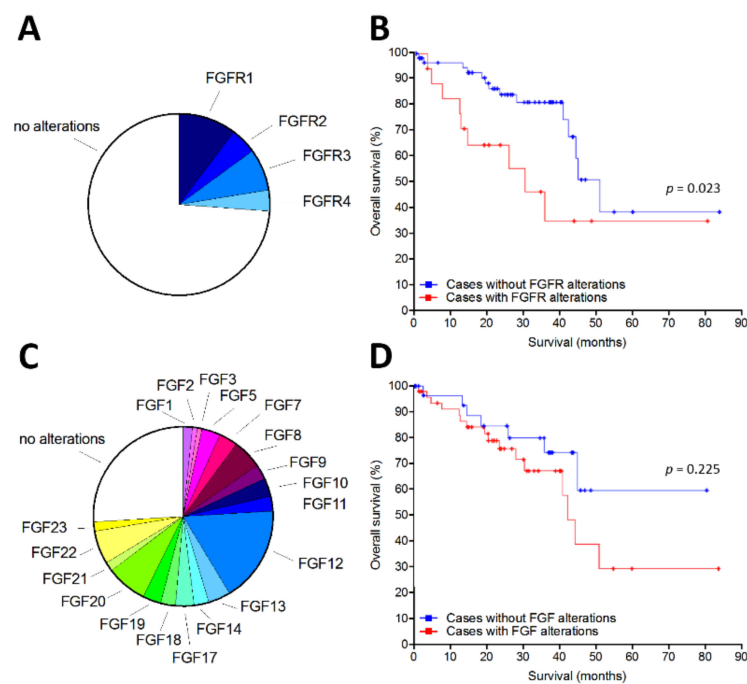 A
FGFR1
FGFR2
FGFR3
FGFR4
no alterations
B
100
90
80
70
60
50
40
30
20
10
0
Overall survival (%)
p = 0.023
Cases without FGFR alterations
Cases with FGFR alterations
0 10 20 30 40 50 60 70 80 90
Survival (months)
C
FGF1
FGF2
FGF3
FGF5
FGF7
FGF8
FGF9
FGF10
FGF11
FGF12
FGF13
FGF14
FGF17
FGF18
FGF19
FGF20
FGF21
FGF22
FGF23
no alterations
D
100
90
80
70
60
50
40
30
20
10
0
Overall survival (%)
p = 0.225
Cases without FGF alterations
Cases with FGF alterations
0 10 20 30 40 50 60 70 80 90
Survival (months)